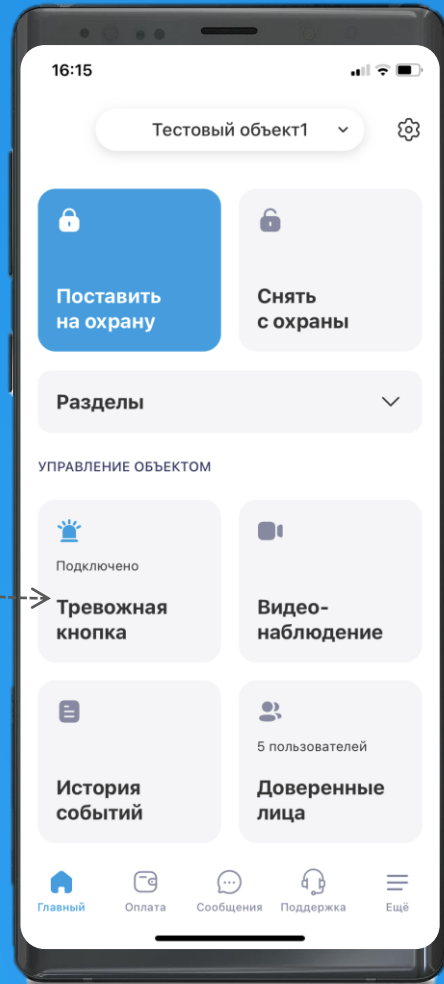 16:15
Тестовый объект1
Поставить
на охрану
Снять
с охраны
Разделы
УПРАВЛЕНИЕ ОБЪЕКТОМ
Подключено
Тревожная
кнопка
Видео-
наблюдение
История
событий
5 пользователей
Доверенные
лица
Главный Оплата Сообщения Поддержка Ещё